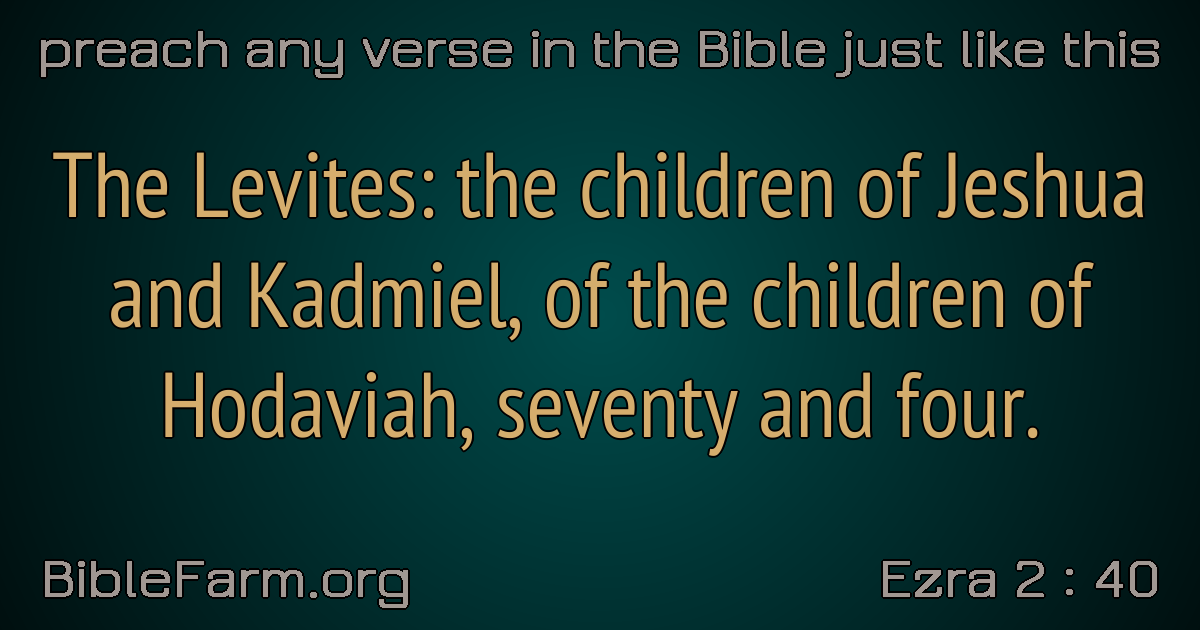 preach any verse in the Bible just like this
The Levites: the children of Jeshua
and Kadmiel, of the children of
Hodaviah, seventy and four.
BibleFarm.org
Ezra 2 : 40